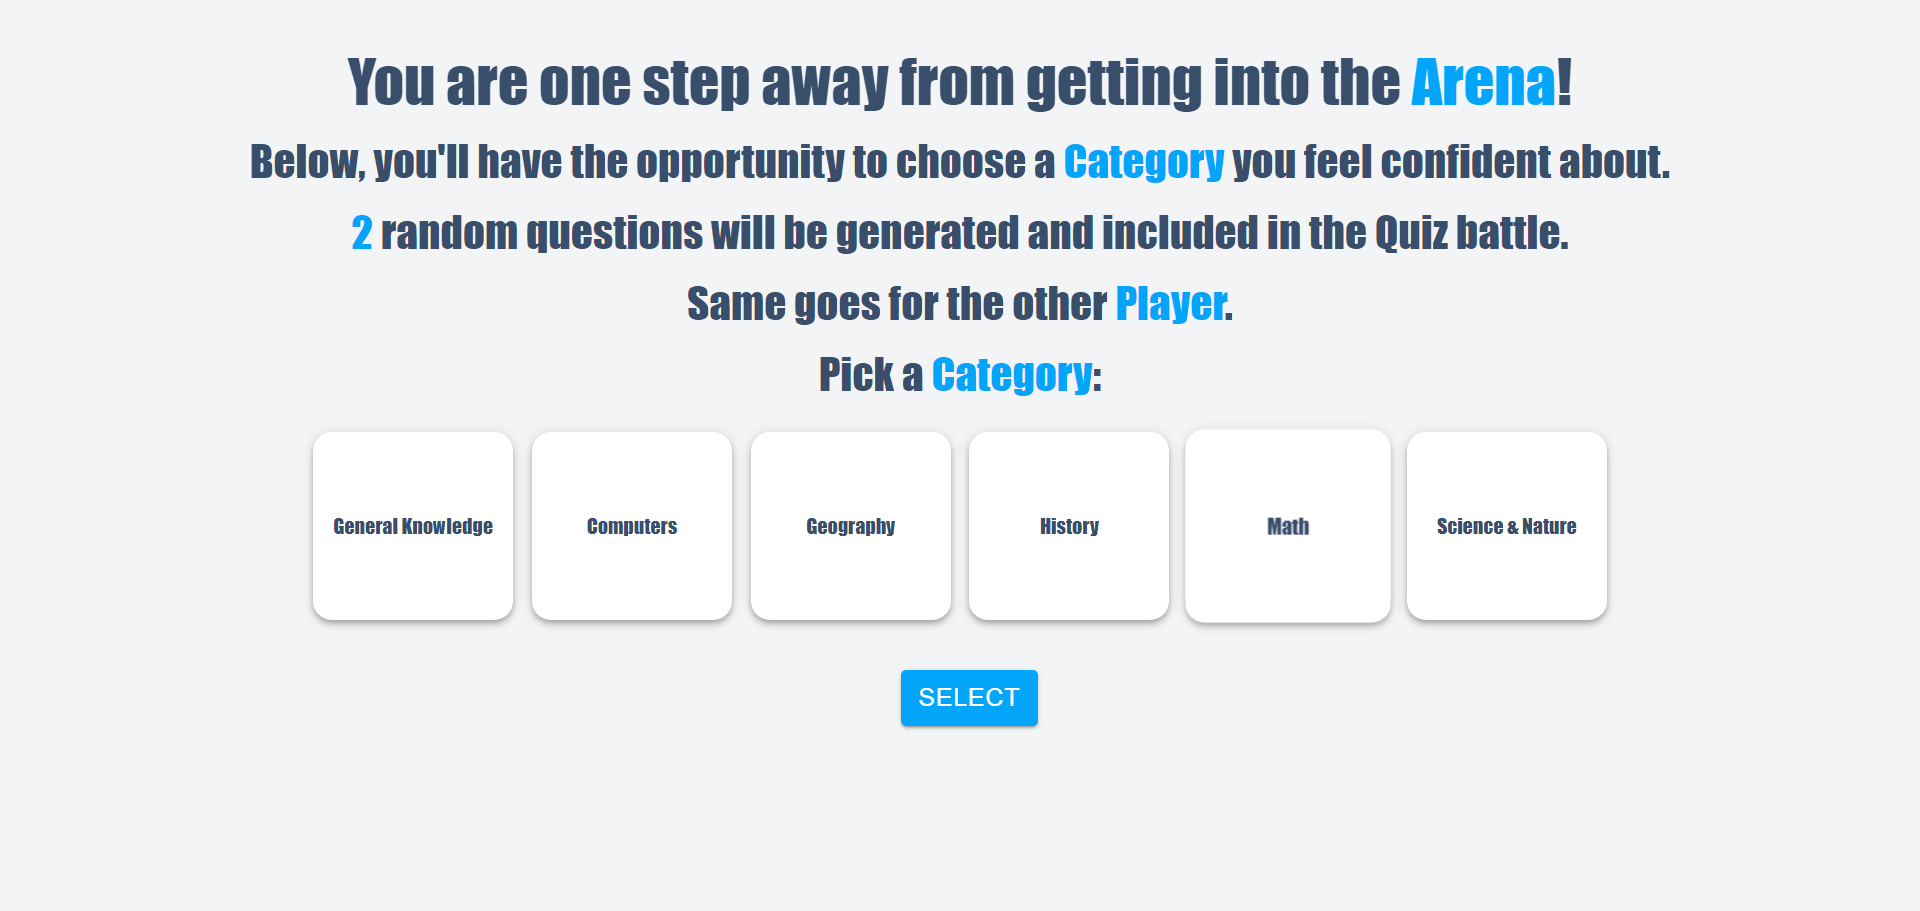 You are one step away from getting into the Arena!
Below, you'll have the opportunity to choose a Category you feel confident about.
2 random questions will be generated and included in the Quiz battle.
Same goes for the other Player.
Pick a Category:
General Knowledge
Computers
Geography
History
Math
Science & Nature
SELECT